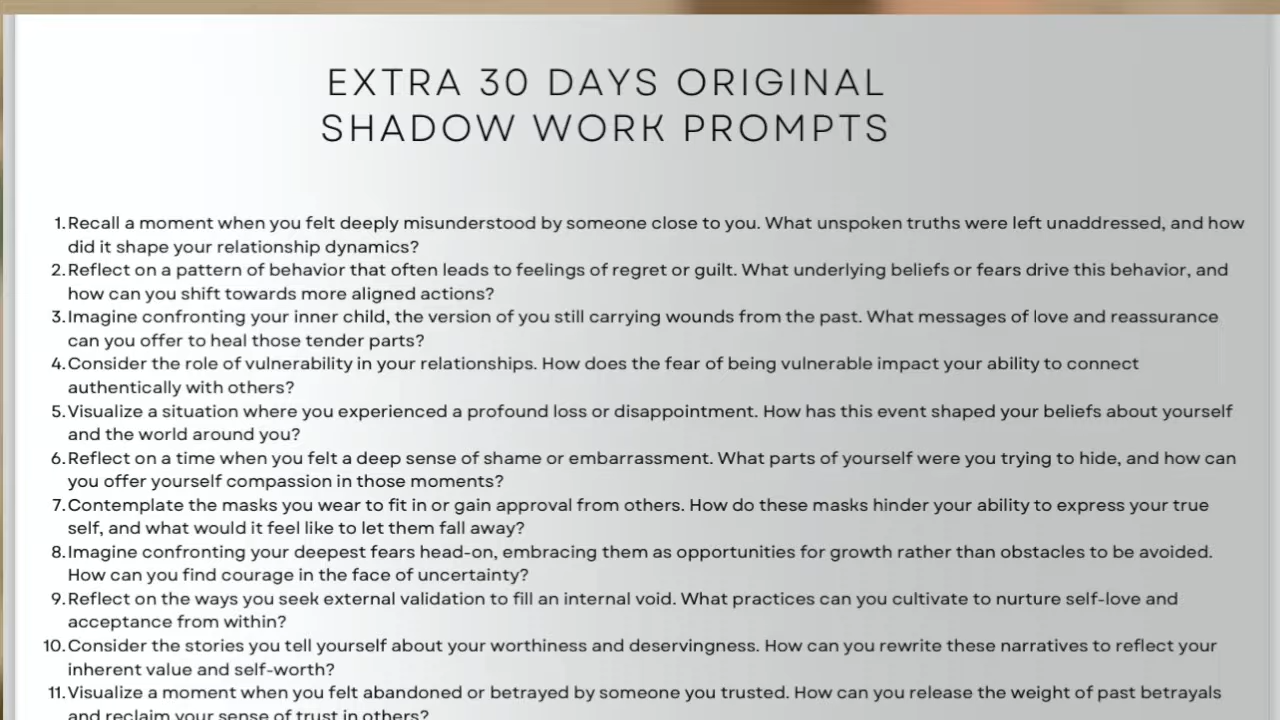 EXTRA 30 DAYS ORIGINAL
SHADOW WORK PROMPTS
1. Recall a moment when you felt deeply misunderstood by someone close to you. What unspoken truths were left unaddressed, and how
did it shape your relationship dynamics?
2. Reflect on a pattern of behavior that often leads to feelings of regret or guilt. What underlying beliefs or fears drive this behavior, and
how can you shift towards more aligned actions?
3. Imagine confronting your inner child, the version of you still carrying wounds from the past. What messages of love and reassurance
can you offer to heal those tender parts?
4. Consider the role of vulnerability in your relationships. How does the fear of being vulnerable impact your ability to connect
authentically with others?
5. Visualize a situation where you experienced a profound loss or disappointment. How has this event shaped your beliefs about yourself
and the world around you?
6. Reflect on a time when you felt a deep sense of shame or embarrassment. What parts of yourself were you trying to hide, and how can
you offer yourself compassion in those moments?
7. Contemplate the masks you wear to fit in or gain approval from others. How do these masks hinder your ability to express your true
self, and what would it feel like to let them fall away?
8. Imagine confronting your deepest fears head-on, embracing them as opportunities for growth rather than obstacles to be avoided.
How can you find courage in the face of uncertainty?
9. Reflect on the ways you seek external validation to fill an internal void. What practices can you cultivate to nurture self-love and
acceptance from within?
10. Consider the stories you tell yourself about your worthiness and deservingness. How can you rewrite these narratives to reflect your
inherent value and self-worth?
11. Visualize a moment when you felt abandoned or betrayed by someone you trusted. How can you release the weight of past betrayals
and reclaim your sense of trust in others?